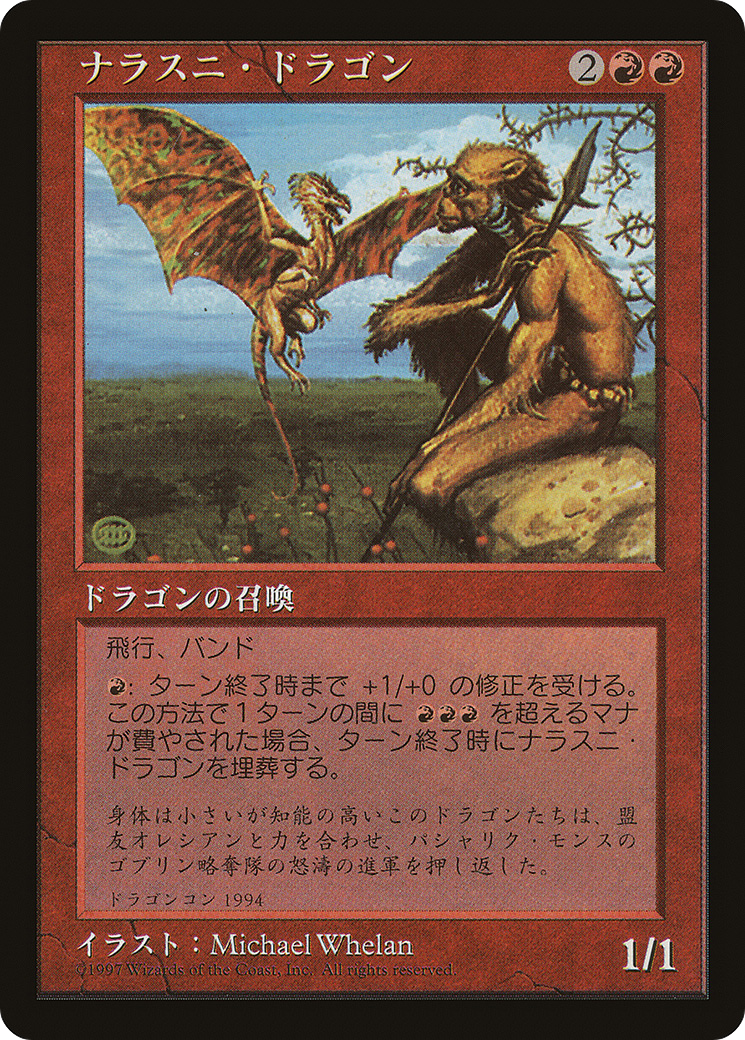 ナラスニ・ドラゴン
2
ドラゴンの召喚
飛行、バンド
: ターン終了時まで +1/+0 の修正を受ける。
この方法で１ターンの間に を超えるマナ
が費やされた場合、ターン終了時にナラスニ・
ドラゴンを埋葬する。
身体は小さいが知能の高いこのドラゴンたちは、盟
友オレシアンと力を合わせ、パシャリク・モンスの
ゴブリン略奪隊の怒濤の進軍を押し返した。
ドラゴンコン 1994
イラスト：Michael Whelan
1/1
©1997 Wizards of the Coast, Inc. All rights reserved.